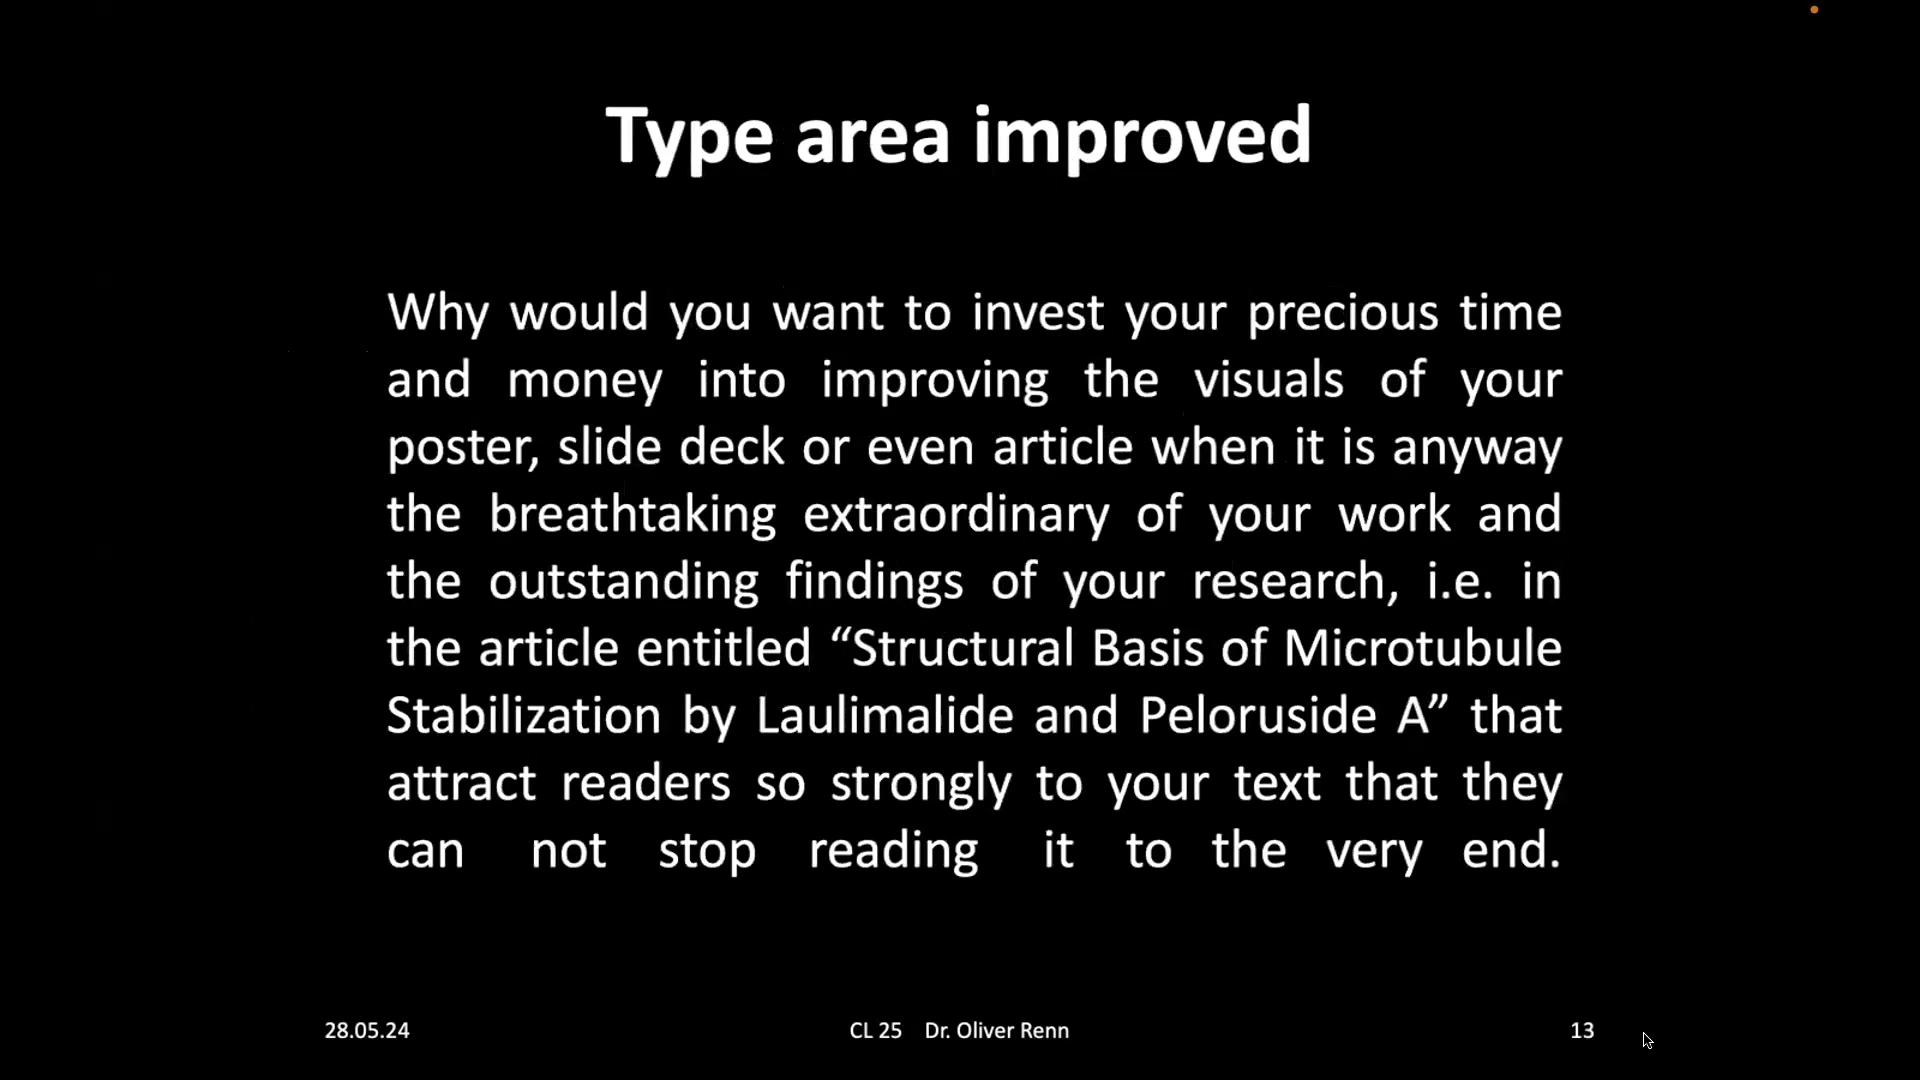 Type area improved
Why would you want to invest your precious time
and money into improving the visuals of your
poster, slide deck or even article when it is anyway
the breathtaking extraordinary of your work and
the outstanding findings of your research, i.e. in
the article entitled “Structural Basis of Microtubule
Stabilization by Laulimalide and Peloruside A” that
attract readers so strongly to your text that they
can not stop reading it to the very end.
28.05.24 CL 25 Dr. Oliver Renn 13